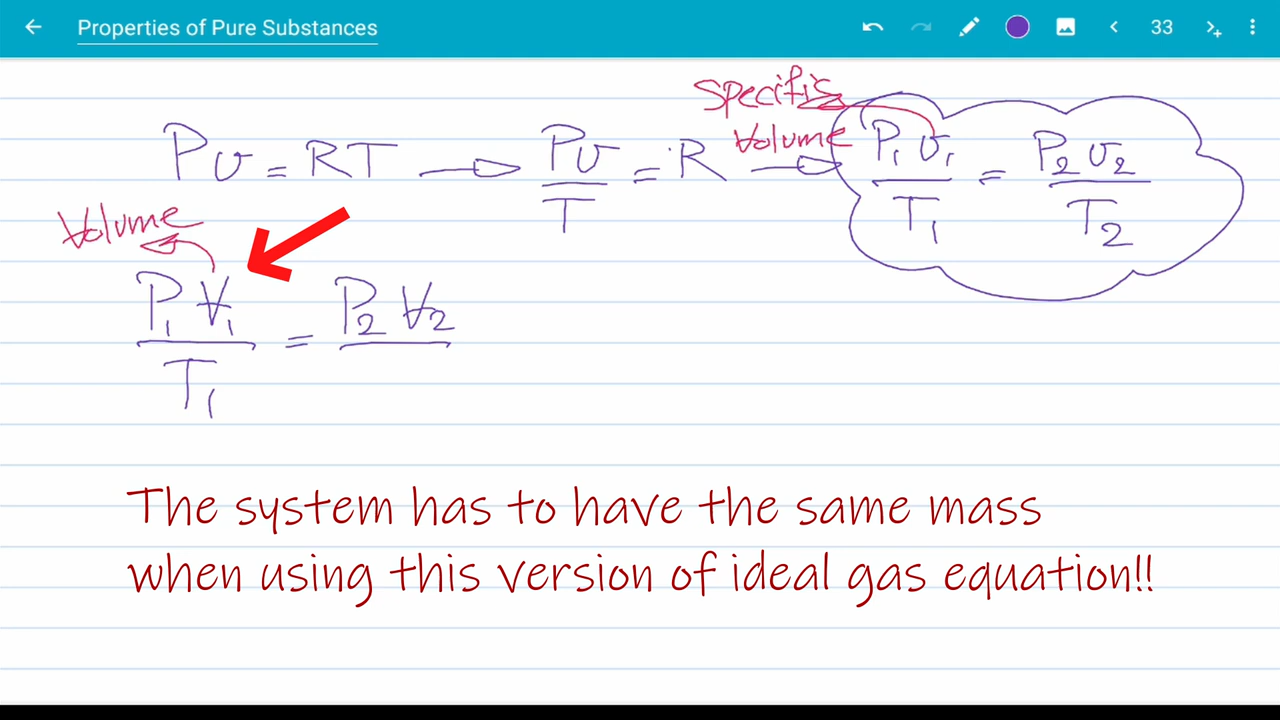 Properties of Pure Substances
33
Pv = RT → Pv/T = R → P₁v₁/T₁ = P₂v₂/T₂
Specific
Volume
Volume
P₁V₁/T₁ = P₂V₂
The system has to have the same mass
when using this version of ideal gas equation!!